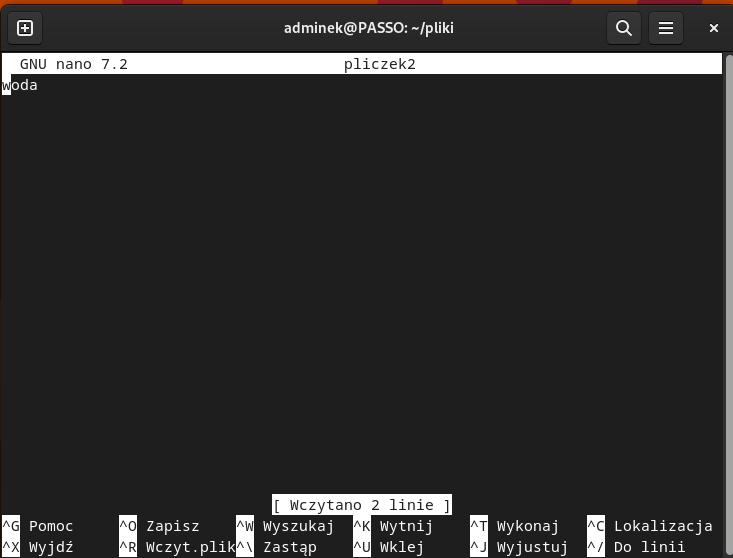 adminek@PASSO: ~/pliki
GNU nano 7.2 pliczek2
woda
[ Wczytano 2 linie ]
^G Pomoc ^O Zapisz ^W Wyszukaj ^K Wytnij ^T Wykonaj ^C Lokalizacja
^X Wyjdź ^R Wczyt.plik^\ Zastąp ^U Wklej ^J Wyjustuj ^/ Do linii